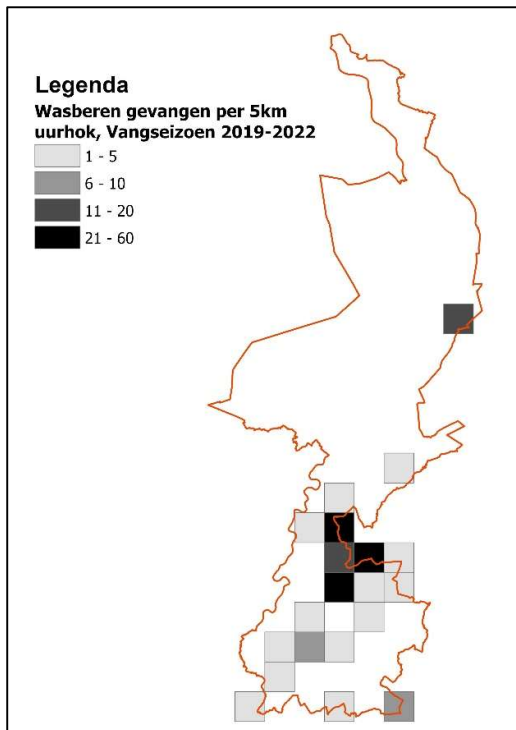 Legenda
Wasberen gevangen per 5km
uurhok, Vangseizoen 2019-2022
1 - 5
6 - 10
11 - 20
21 - 60